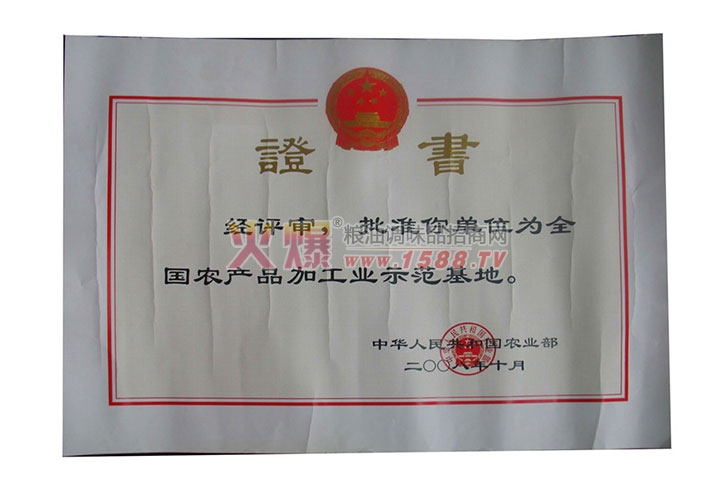 證書
经评审，批准你单位为全
火爆®粮油调味品招商网
www.1588.TV
国农产品加工业示范基地。
中华人民共和国农业部
二〇〇八年十月